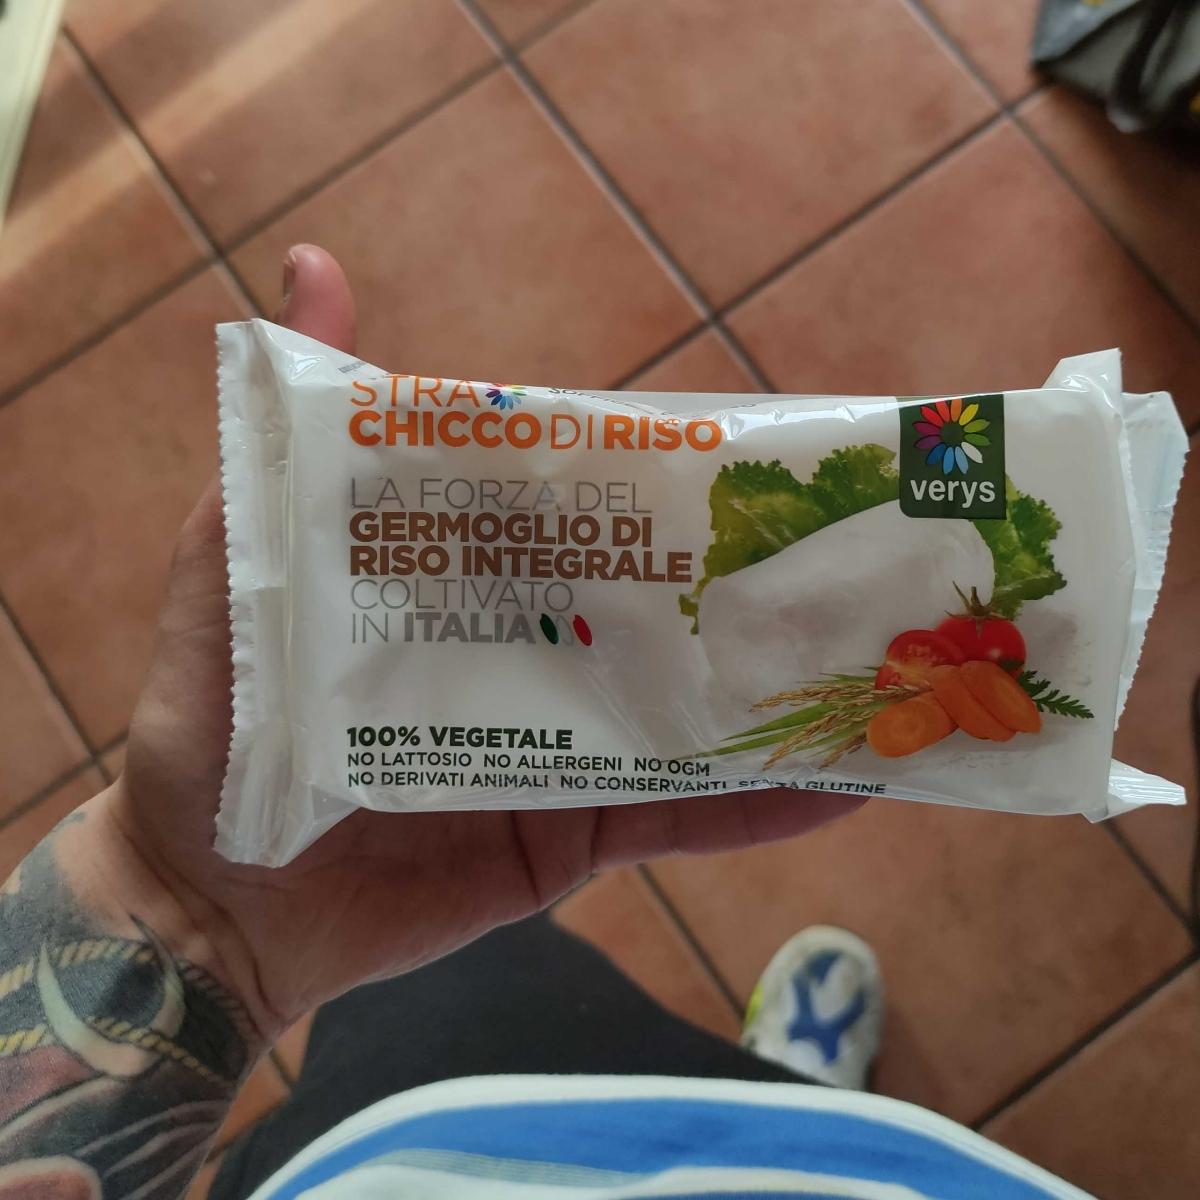 STRA
CHICCO DI RISO
verys
LA FORZA DEL
GERMOGLIO DI
RISO INTEGRALE
COLTIVATO
IN ITALIA
100% VEGETALE
NO LATTOSIO NO ALLERGENI NO OGM
NO DERIVATI ANIMALI NO CONSERVANTI SENZA GLUTINE